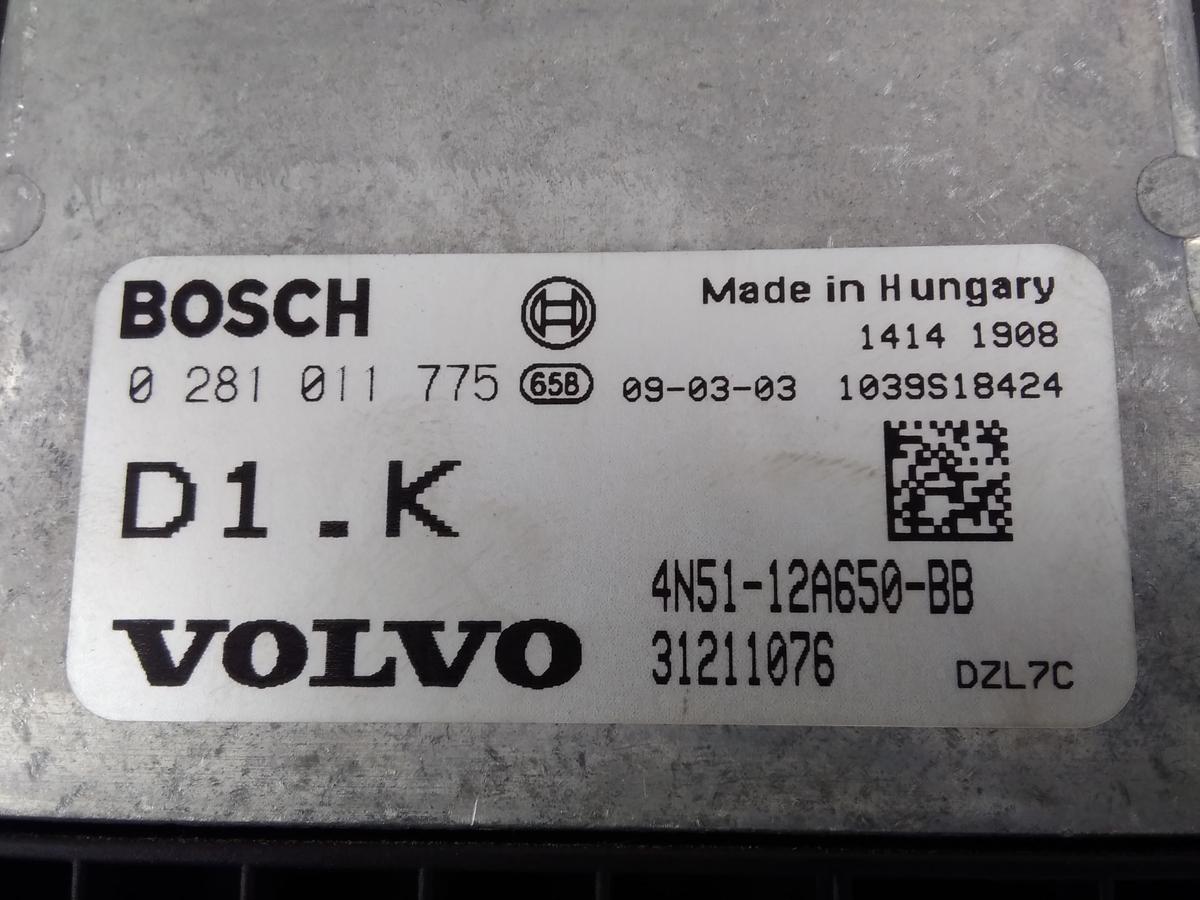 BOSCH
Made in Hungary
1414 1908
0 281 011 775 658 09-03-03 1039S18424
D1.K
4N51-12A650-BB
VOLVO
31211076
DZL7C